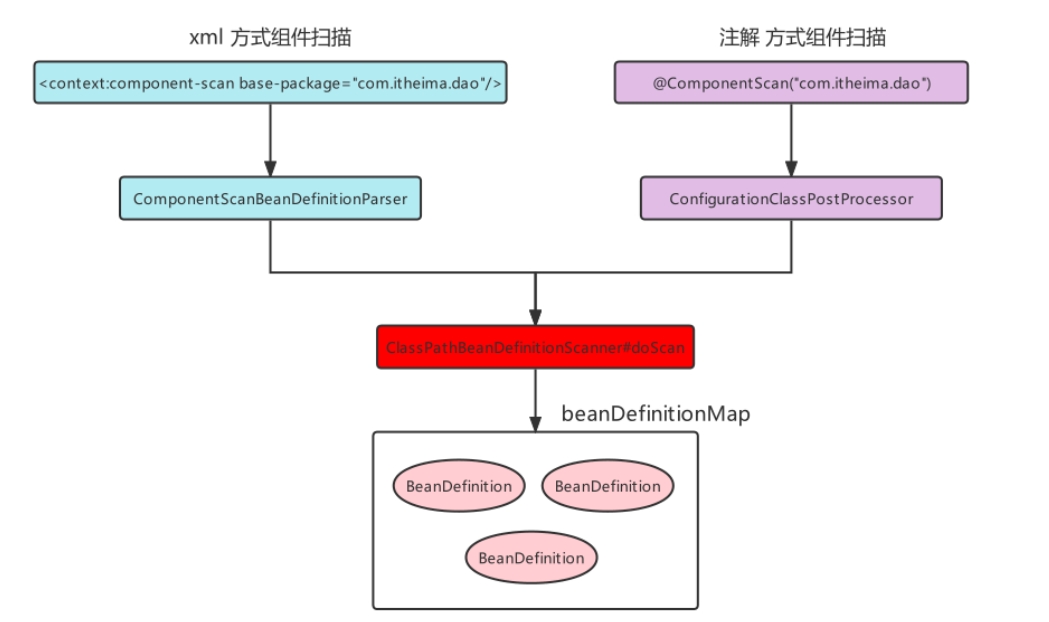 xml 方式组件扫描
注解 方式组件扫描
<context:component-scan base-package="com.itheima.dao"/>
@ComponentScan("com.itheima.dao")
ComponentScanBeanDefinitionParser
ConfigurationClassPostProcessor
ClassPathBeanDefinitionScanner#doScan
beanDefinitionMap
BeanDefinition
BeanDefinition
BeanDefinition